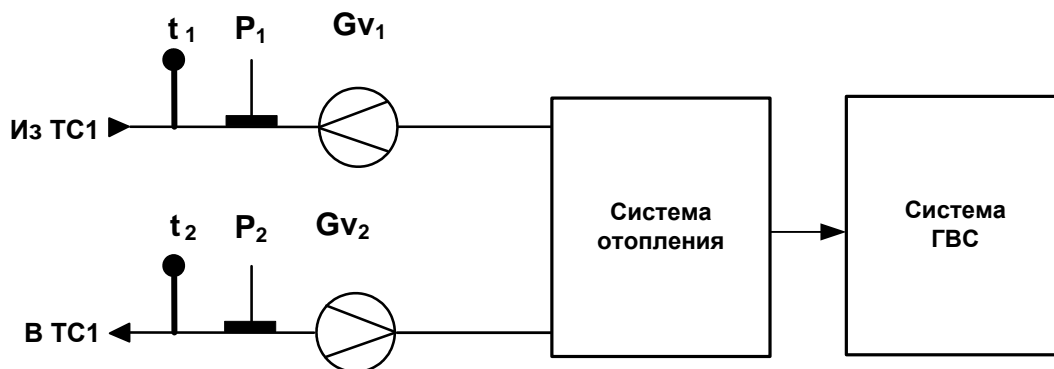 t 1 P1 Gv1
Из ТС1
t 2 P2 Gv2
В ТС1
Система
отопления
Система
ГВС